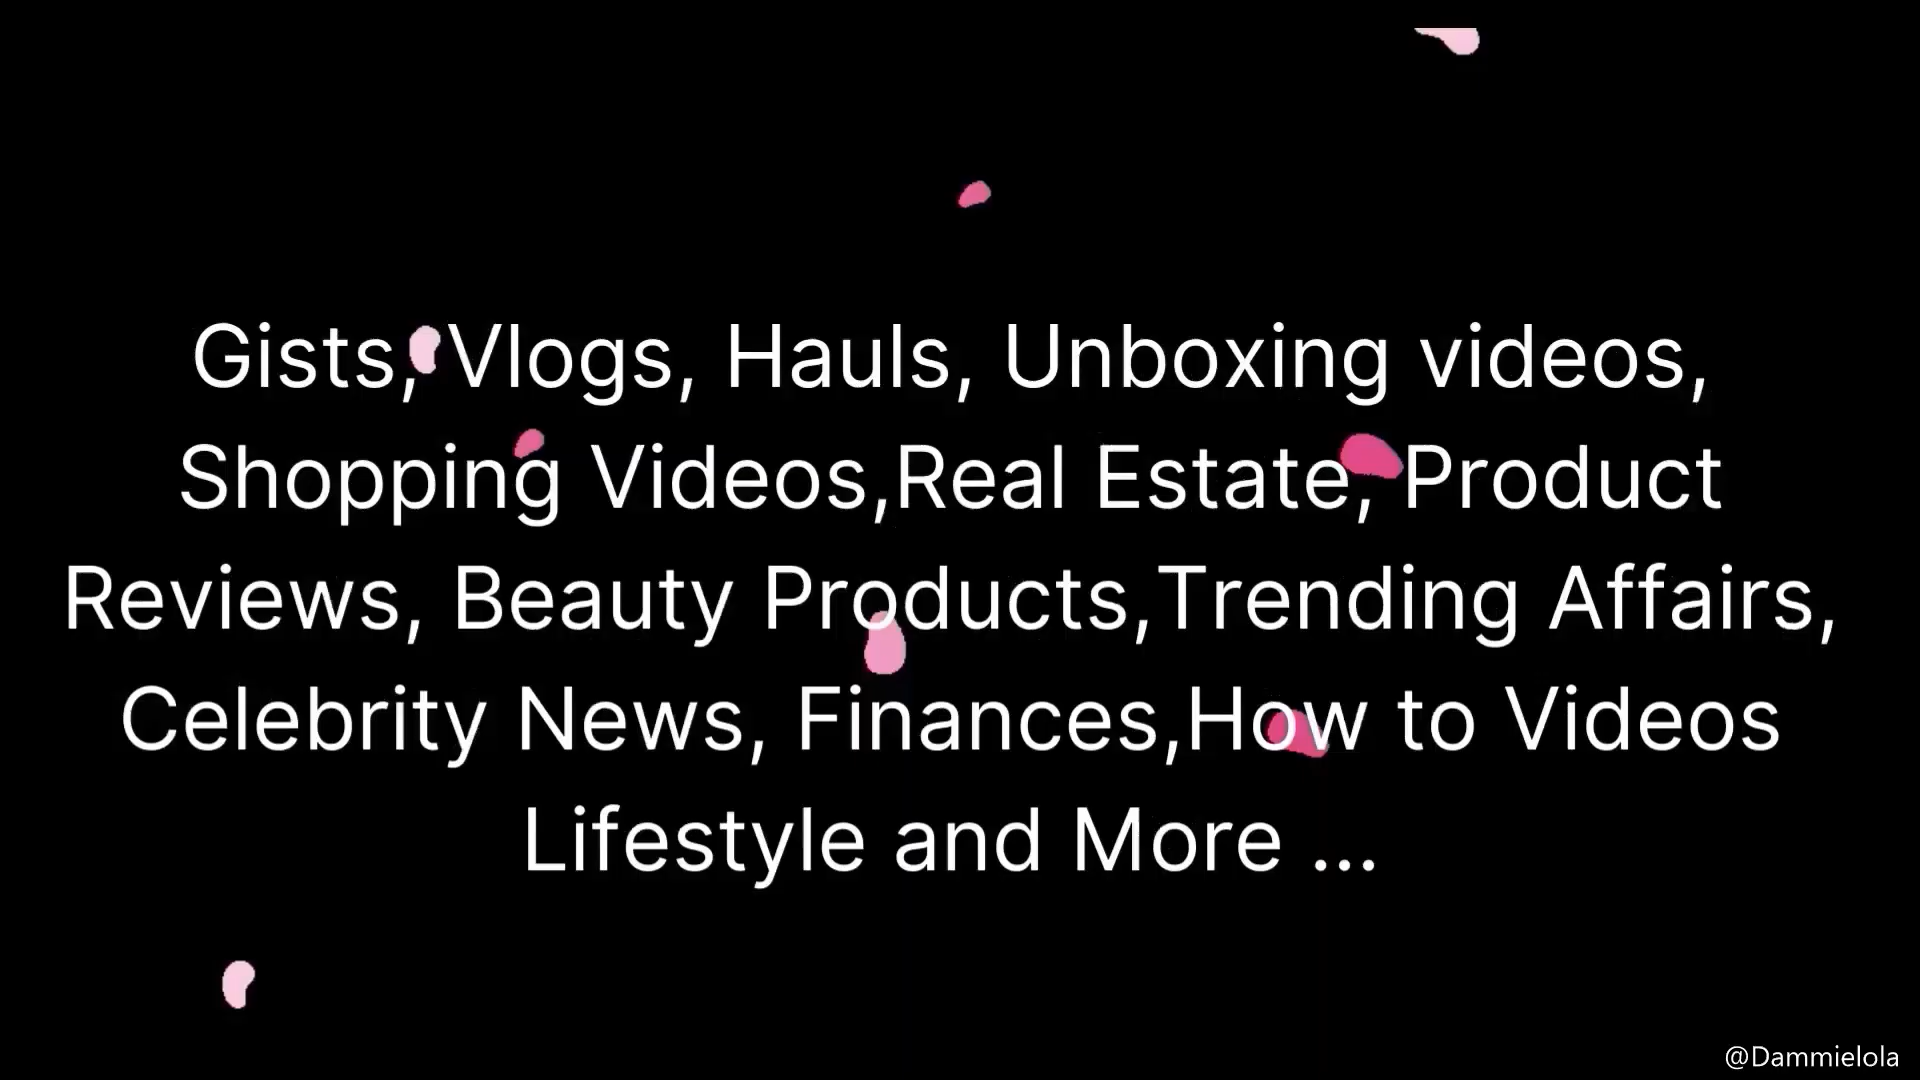 Gists, Vlogs, Hauls, Unboxing videos,
Shopping Videos,Real Estate, Product
Reviews, Beauty Products,Trending Affairs,
Celebrity News, Finances,How to Videos
Lifestyle and More ...
@Dammielola